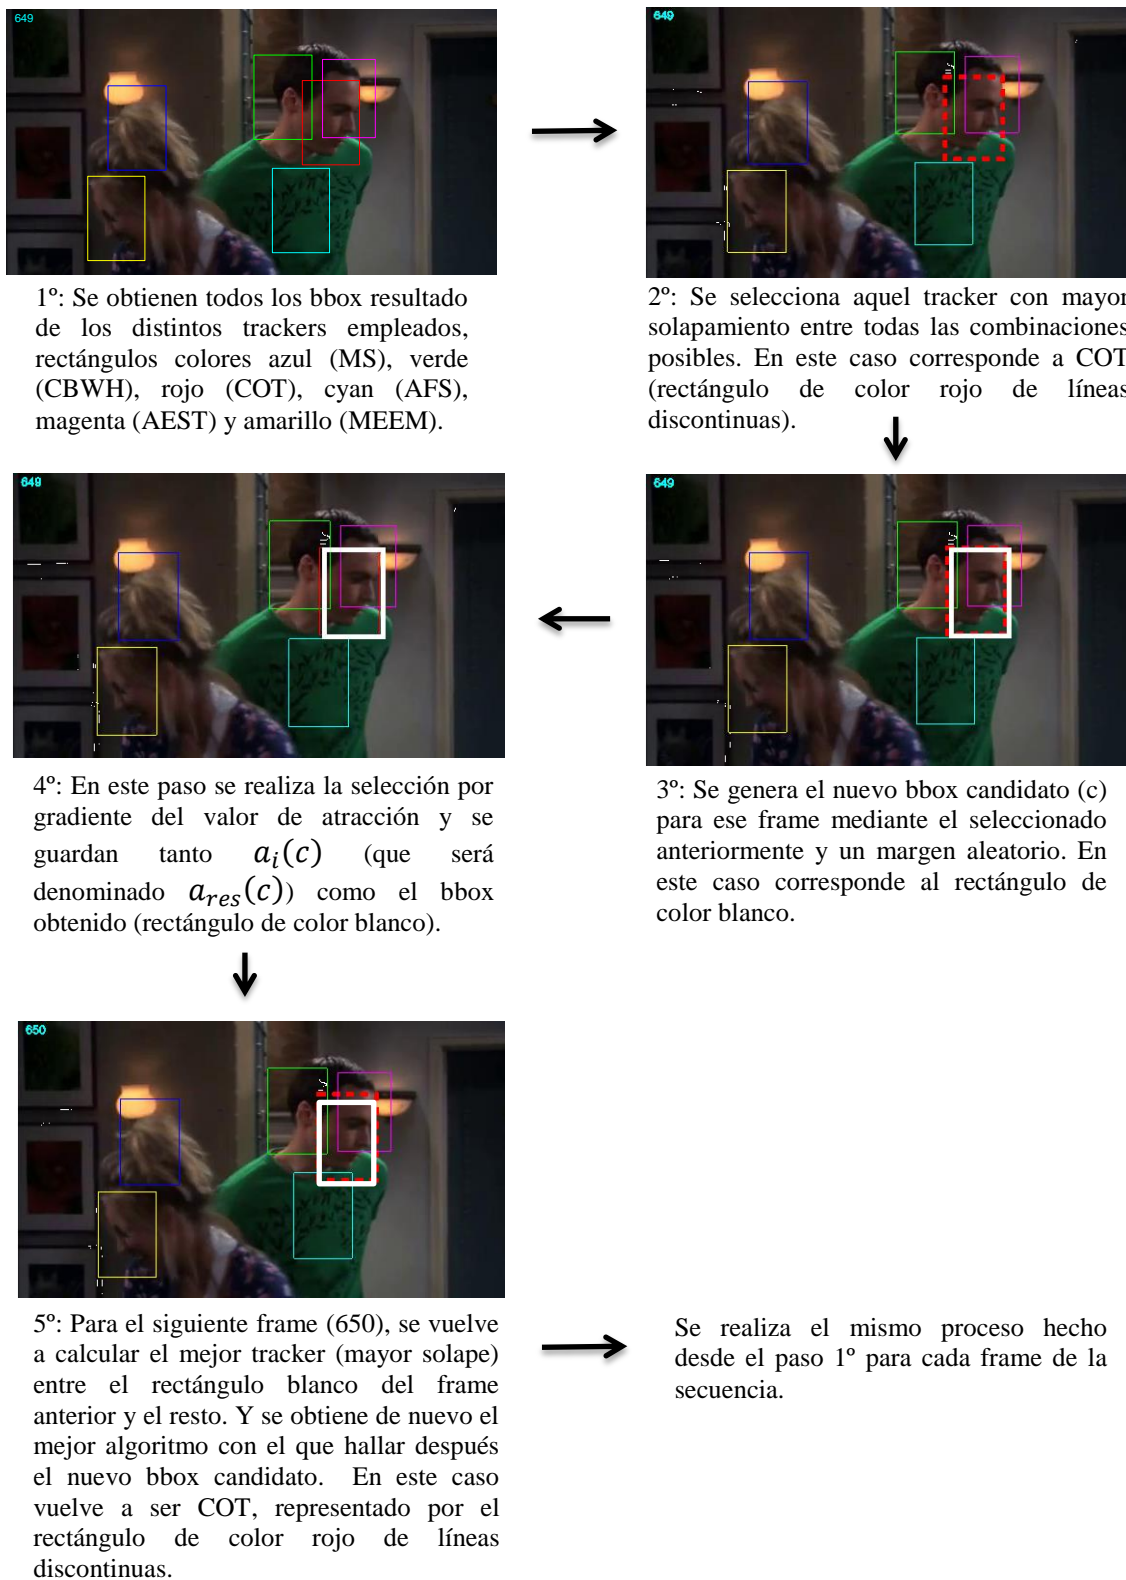 649
649
1º: Se obtienen todos los bbox resultado
de los distintos trackers empleados,
rectángulos colores azul (MS), verde
(CBWH), rojo (COT), cyan (AFS),
magenta (AEST) y amarillo (MEEM).
2º: Se selecciona aquel tracker con mayor
solapamiento entre todas las combinaciones
posibles. En este caso corresponde a COT
(rectángulo de color rojo de líneas
discontinuas).
649
3º: Se genera el nuevo bbox candidato (c)
para ese frame mediante el seleccionado
anteriormente y un margen aleatorio. En
este caso corresponde al rectángulo de
color blanco.
649
4º: En este paso se realiza la selección por
gradiente del valor de atracción y se
guardan tanto a_i(c) (que será
denominado a_res(c)) como el bbox
obtenido (rectángulo de color blanco).
650
5º: Para el siguiente frame (650), se vuelve
a calcular el mejor tracker (mayor solape)
entre el rectángulo blanco del frame
anterior y el resto. Y se obtiene de nuevo el
mejor algoritmo con el que hallar después
el nuevo bbox candidato. En este caso
vuelve a ser COT, representado por el
rectángulo de color rojo de líneas
discontinuas.
Se realiza el mismo proceso hecho
desde el paso 1º para cada frame de la
secuencia.